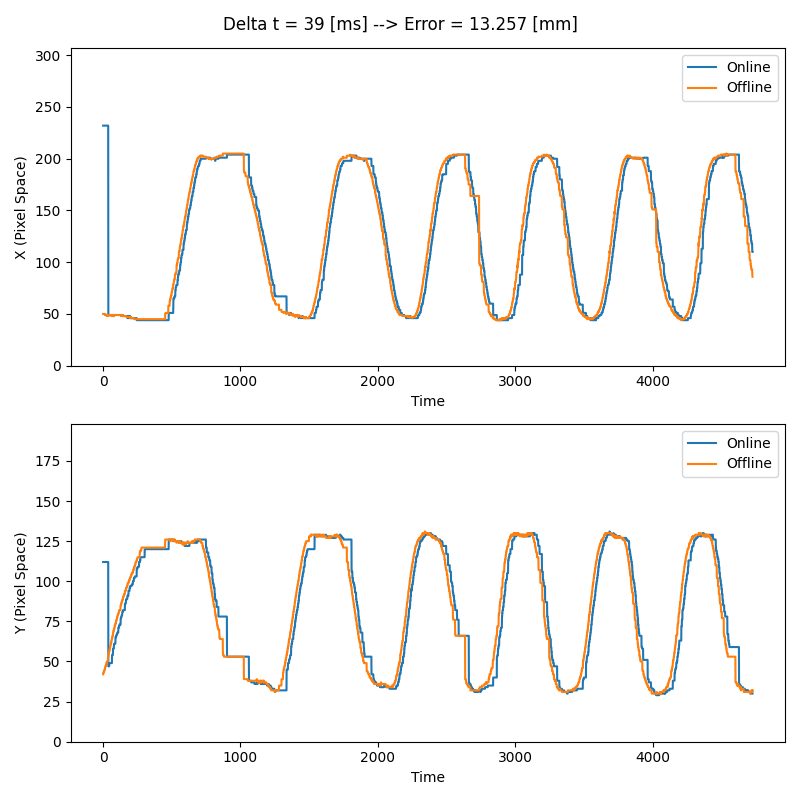 Delta t = 39 [ms] --> Error = 13.257 [mm]
300
250
200
150
100
50
0
X (Pixel Space)
Online
Offline
0 1000 2000 3000 4000
Time
175
150
125
100
75
50
25
0
Y (Pixel Space)
Online
Offline
0 1000 2000 3000 4000
Time